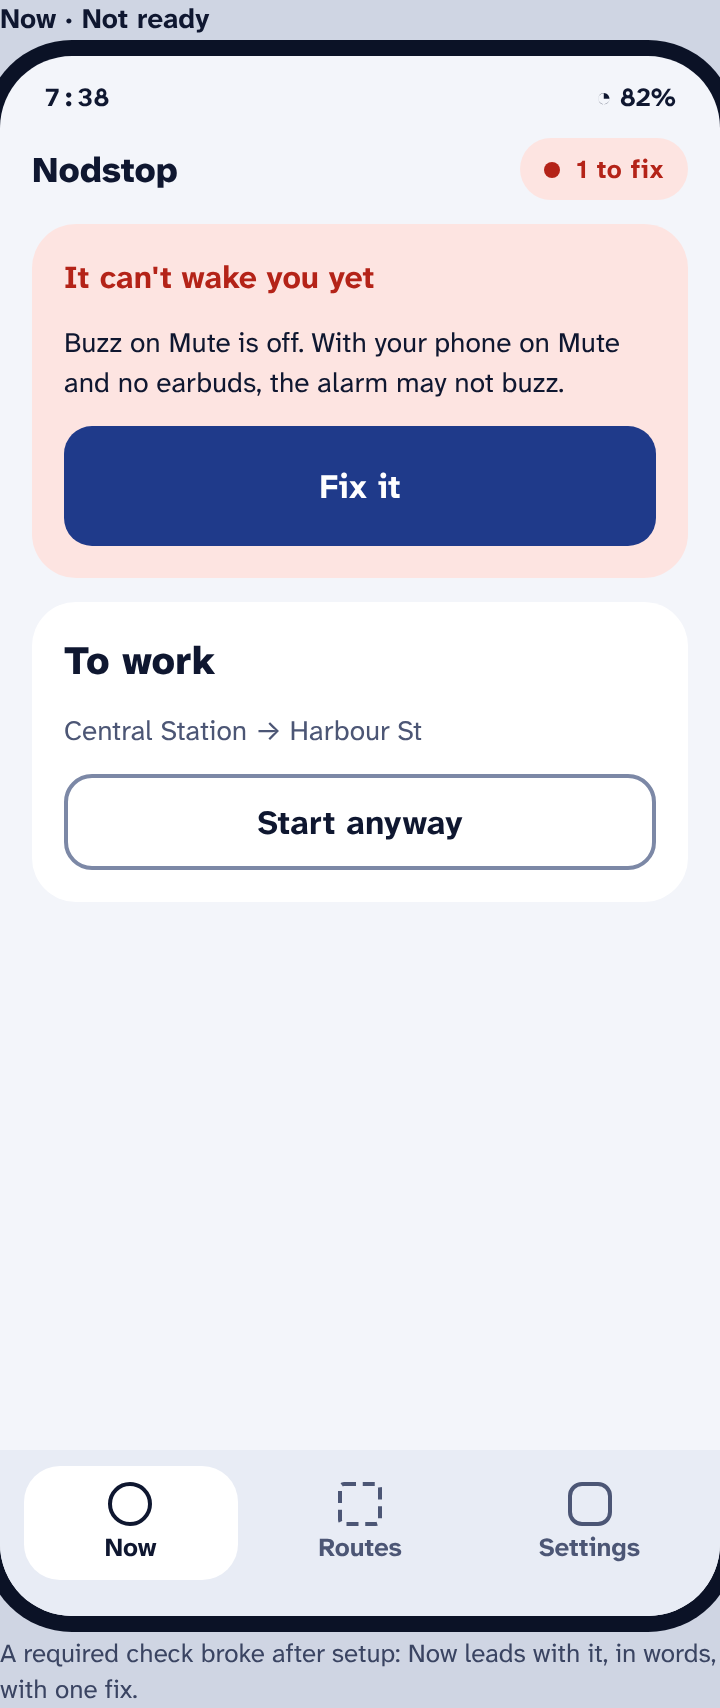 Now · Not ready
7:38
82%
Nodstop
1 to fix
It can't wake you yet
Buzz on Mute is off. With your phone on Mute
and no earbuds, the alarm may not buzz.
Fix it
To work
Central Station → Harbour St
Start anyway
Now
Routes
Settings
A required check broke after setup: Now leads with it, in words,
with one fix.